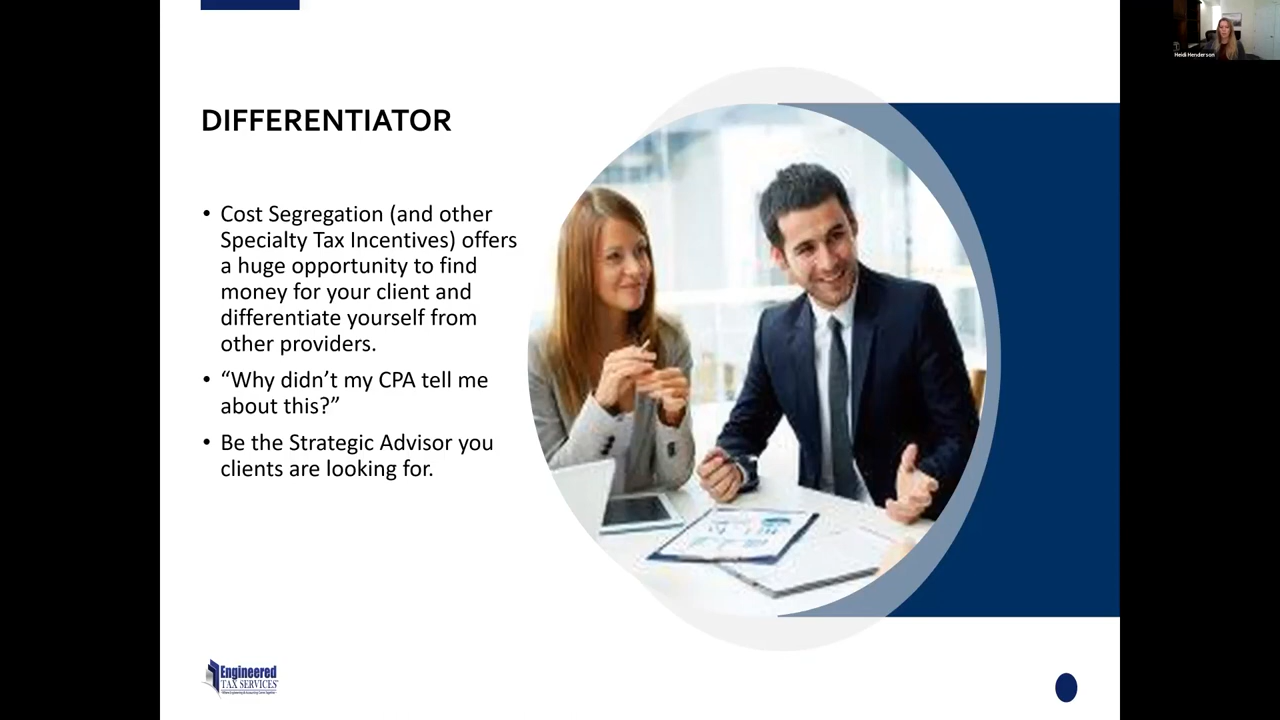 Heidi Henderson
DIFFERENTIATOR
• Cost Segregation (and other
Specialty Tax Incentives) offers
a huge opportunity to find
money for your client and
differentiate yourself from
other providers.
• “Why didn’t my CPA tell me
about this?”
• Be the Strategic Advisor you
clients are looking for.
Engineered
TAX SERVICES